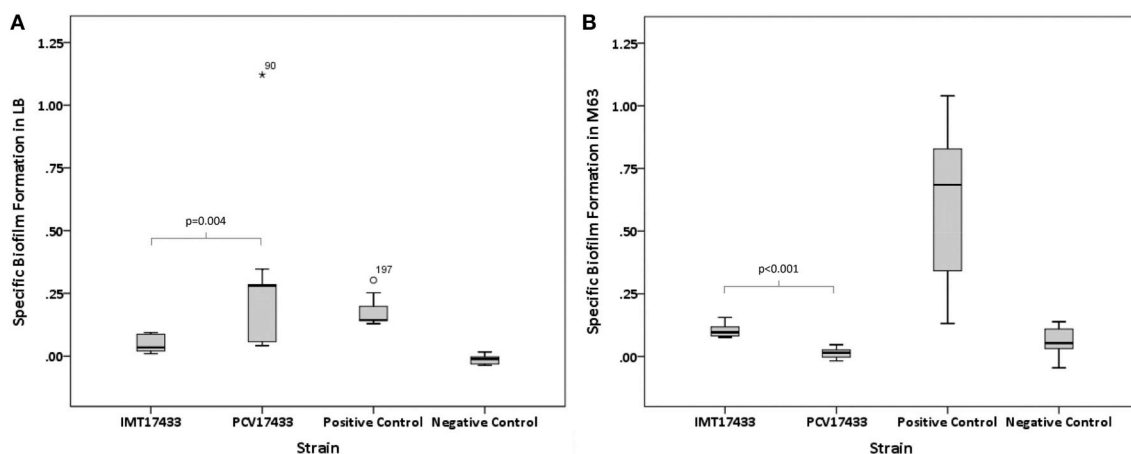 A
Specific Biofilm Formation in LB
1.25
1.00
.75
.50
.25
.00
90
p=0.004
197
IMT17433 PCV17433 Positive Control Negative Control
Strain
B
Specific Biofilm Formation in M63
1.25
1.00
.75
.50
.25
.00
p<0.001
IMT17433 PCV17433 Positive Control Negative Control
Strain